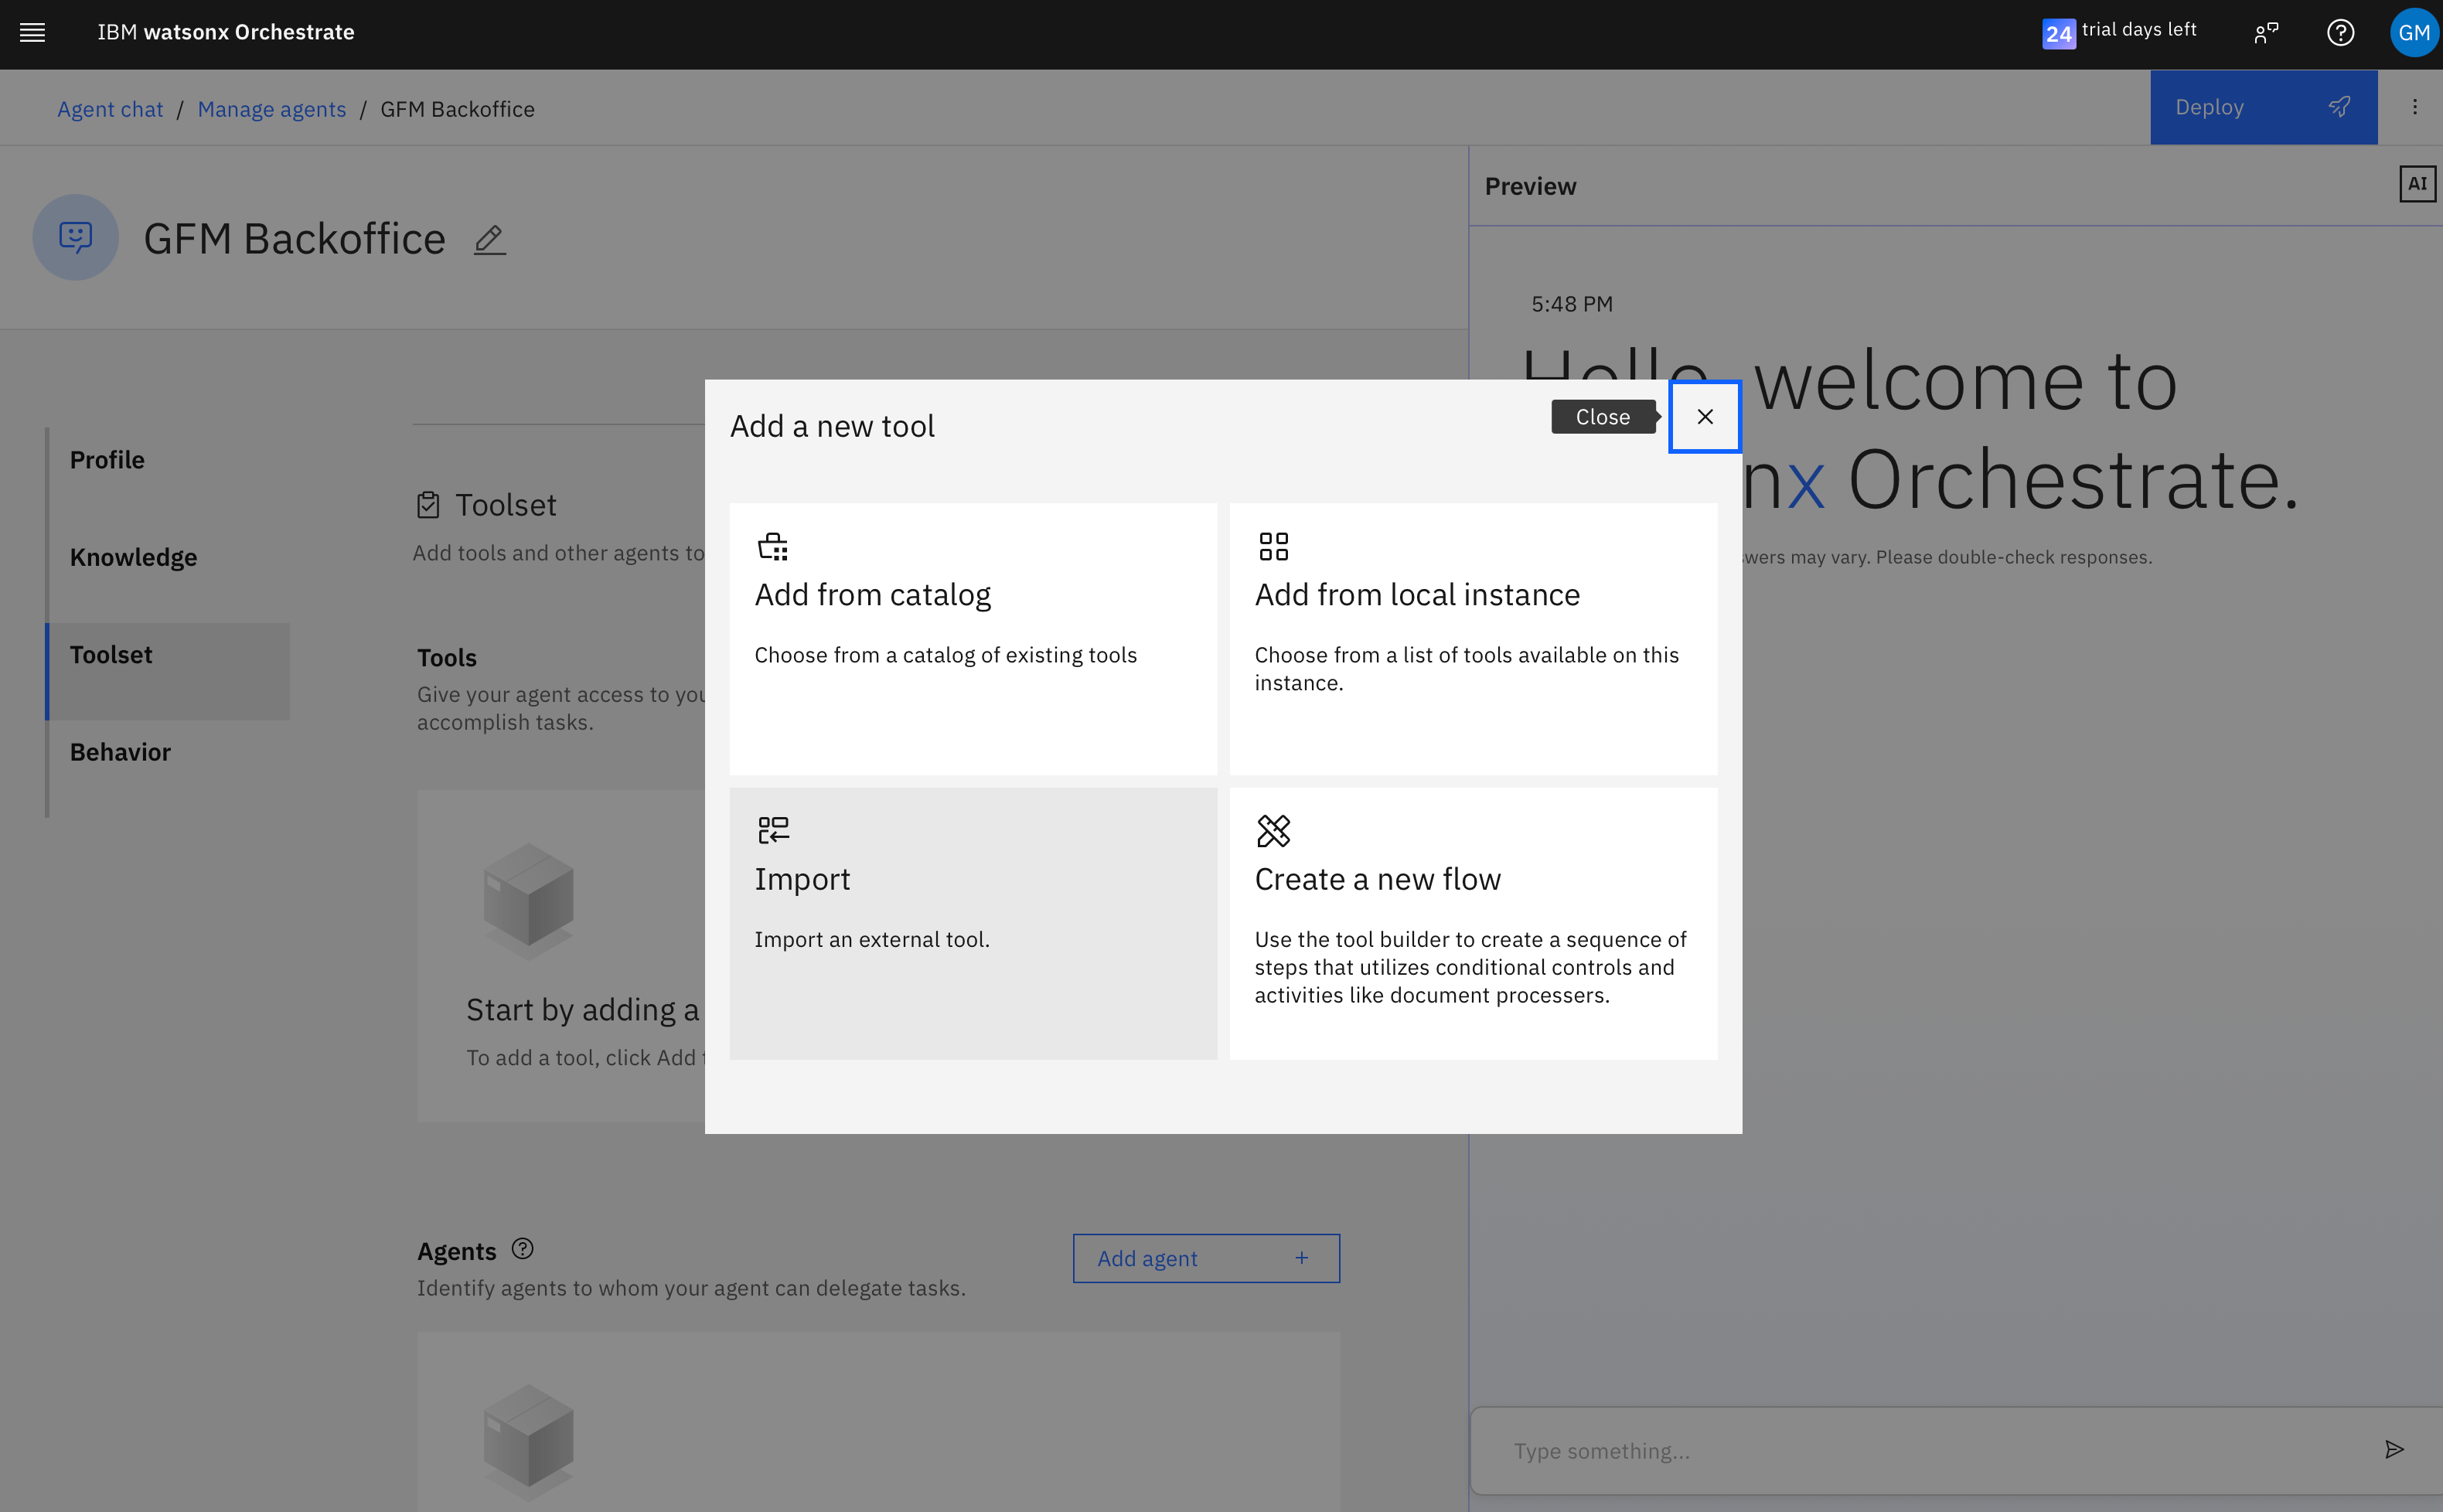 IBM watsonx Orchestrate
24 trial days left
GM
Agent chat / Manage agents / GFM Backoffice
Deploy
GFM Backoffice
Preview
AI
5:48 PM
welcome to
x Orchestrate.
may vary. Please double-check responses.
Profile
Knowledge
Toolset
Behavior
Toolset
Add tools and other agents to
Tools
Give your agent access to
accomplish tasks.
Start by adding a
To add a tool, click Add
Agents
Identify agents to whom your agent can delegate tasks.
Add agent +
Add a new tool
Close
Add from catalog
Choose from a catalog of existing tools
Add from local instance
Choose from a list of tools available on this
instance.
Import
Import an external tool.
Create a new flow
Use the tool builder to create a sequence of
steps that utilizes conditional controls and
activities like document processers.
Type something...